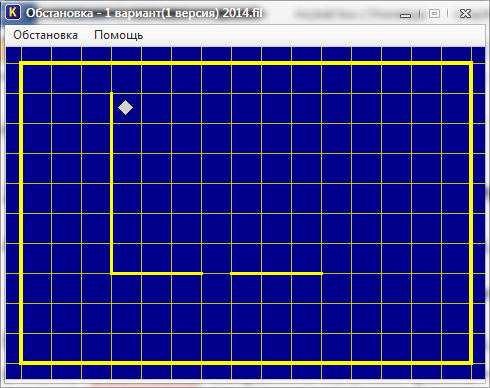 K Обстановка - 1 вариант(1 версия) 2014.fil
Обстановка Помощь